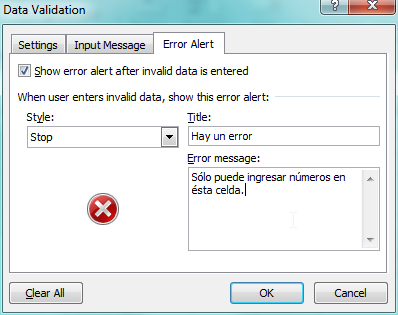 Data Validation
Settings
Input Message
Error Alert
Show error alert after invalid data is entered
When user enters invalid data, show this error alert:
Style:
Title:
Stop
Hay un error
Error message:
Sólo puede ingresar números en
ésta celda.
Clear All
OK
Cancel